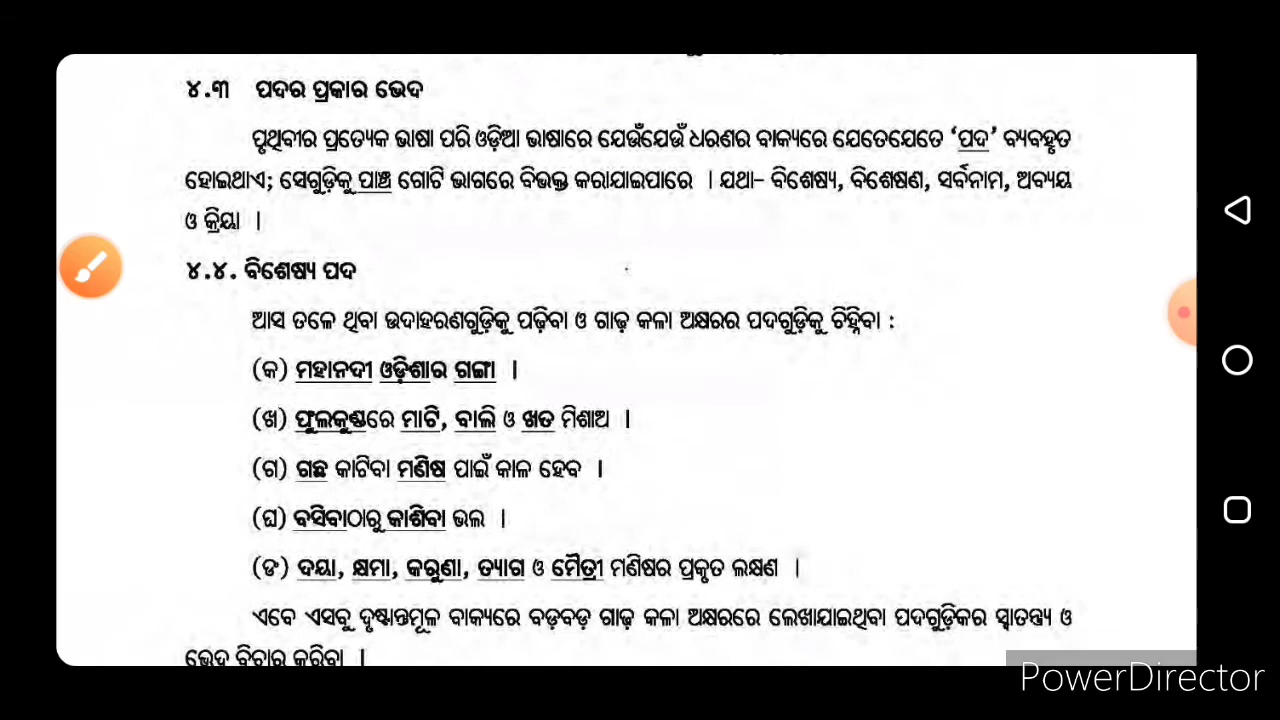 ୪.୩ ପଦର ପ୍ରକାର ଭେଦ
ପୃଥିବୀର ପ୍ରତ୍ୟେକ ଭାଷା ପରି ଓଡ଼ିଆ ଭାଷାରେ ଯେଉଁଯେଉଁ ଧରଣର ବାକ୍ୟରେ ଯେତେଯେତେ ‘ପଦ’ ବ୍ୟବହୃତ
ହୋଇଥାଏ; ସେଗୁଡ଼ିକୁ ପାଞ୍ଚ ଗୋଟି ଭାଗରେ ବିଭକ୍ତ କରାଯାଇପାରେ । ଯଥା- ବିଶେଷ୍ୟ, ବିଶେଷଣ, ସର୍ବନାମ, ଅବ୍ୟୟ
ଓ କ୍ରିୟା ।
୪.୪. ବିଶେଷ୍ୟ ପଦ
ଆସ ତଳେ ଥିବା ଉଦାହରଣଗୁଡ଼ିକୁ ପଢ଼ିବା ଓ ଗାଢ଼ କଳା ଅକ୍ଷରର ପଦଗୁଡ଼ିକୁ ଚିହ୍ନିବା :
(କ) ମହାନଦୀ ଓଡ଼ିଶାର ଗଙ୍ଗା ।
(ଖ) ଫୁଲକୁଣ୍ଡରେ ମାଟି, ବାଲି ଓ ଖତ ମିଶାଅ ।
(ଗ) ଗଛ କାଟିବା ମଣିଷ ପାଇଁ କାଳ ହେବ ।
(ଘ) ବସିବାଠାରୁ କାଶିବା ଭଲ ।
(ଙ) ଦୟା, କ୍ଷମା, କରୁଣା, ତ୍ୟାଗ ଓ ମୈତ୍ରୀ ମଣିଷର ପ୍ରକୃତ ଲକ୍ଷଣ ।
ଏବେ ଏସବୁ ଦୃଷ୍ଟାନ୍ତମୂଳ ବାକ୍ୟରେ ବଡ଼ବଡ଼ ଗାଢ଼ କଳା ଅକ୍ଷରରେ ଲେଖାଯାଇଥିବା ପଦଗୁଡ଼ିକର ସ୍ୱାତନ୍ତ୍ର୍ୟ ଓ
ଭେଦ ବିଚାର କରିବା ।
PowerDirector